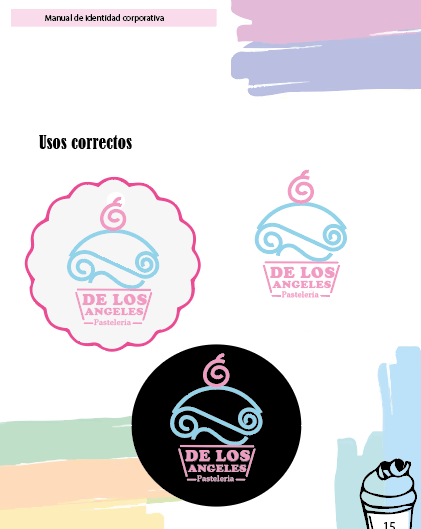 Manual de identidad corporativa
Usos correctos
DE LOS
ANGELES
Pastelería
DE LOS
ANGELES
Pastelería
DE LOS
ANGELES
Pastelería
15